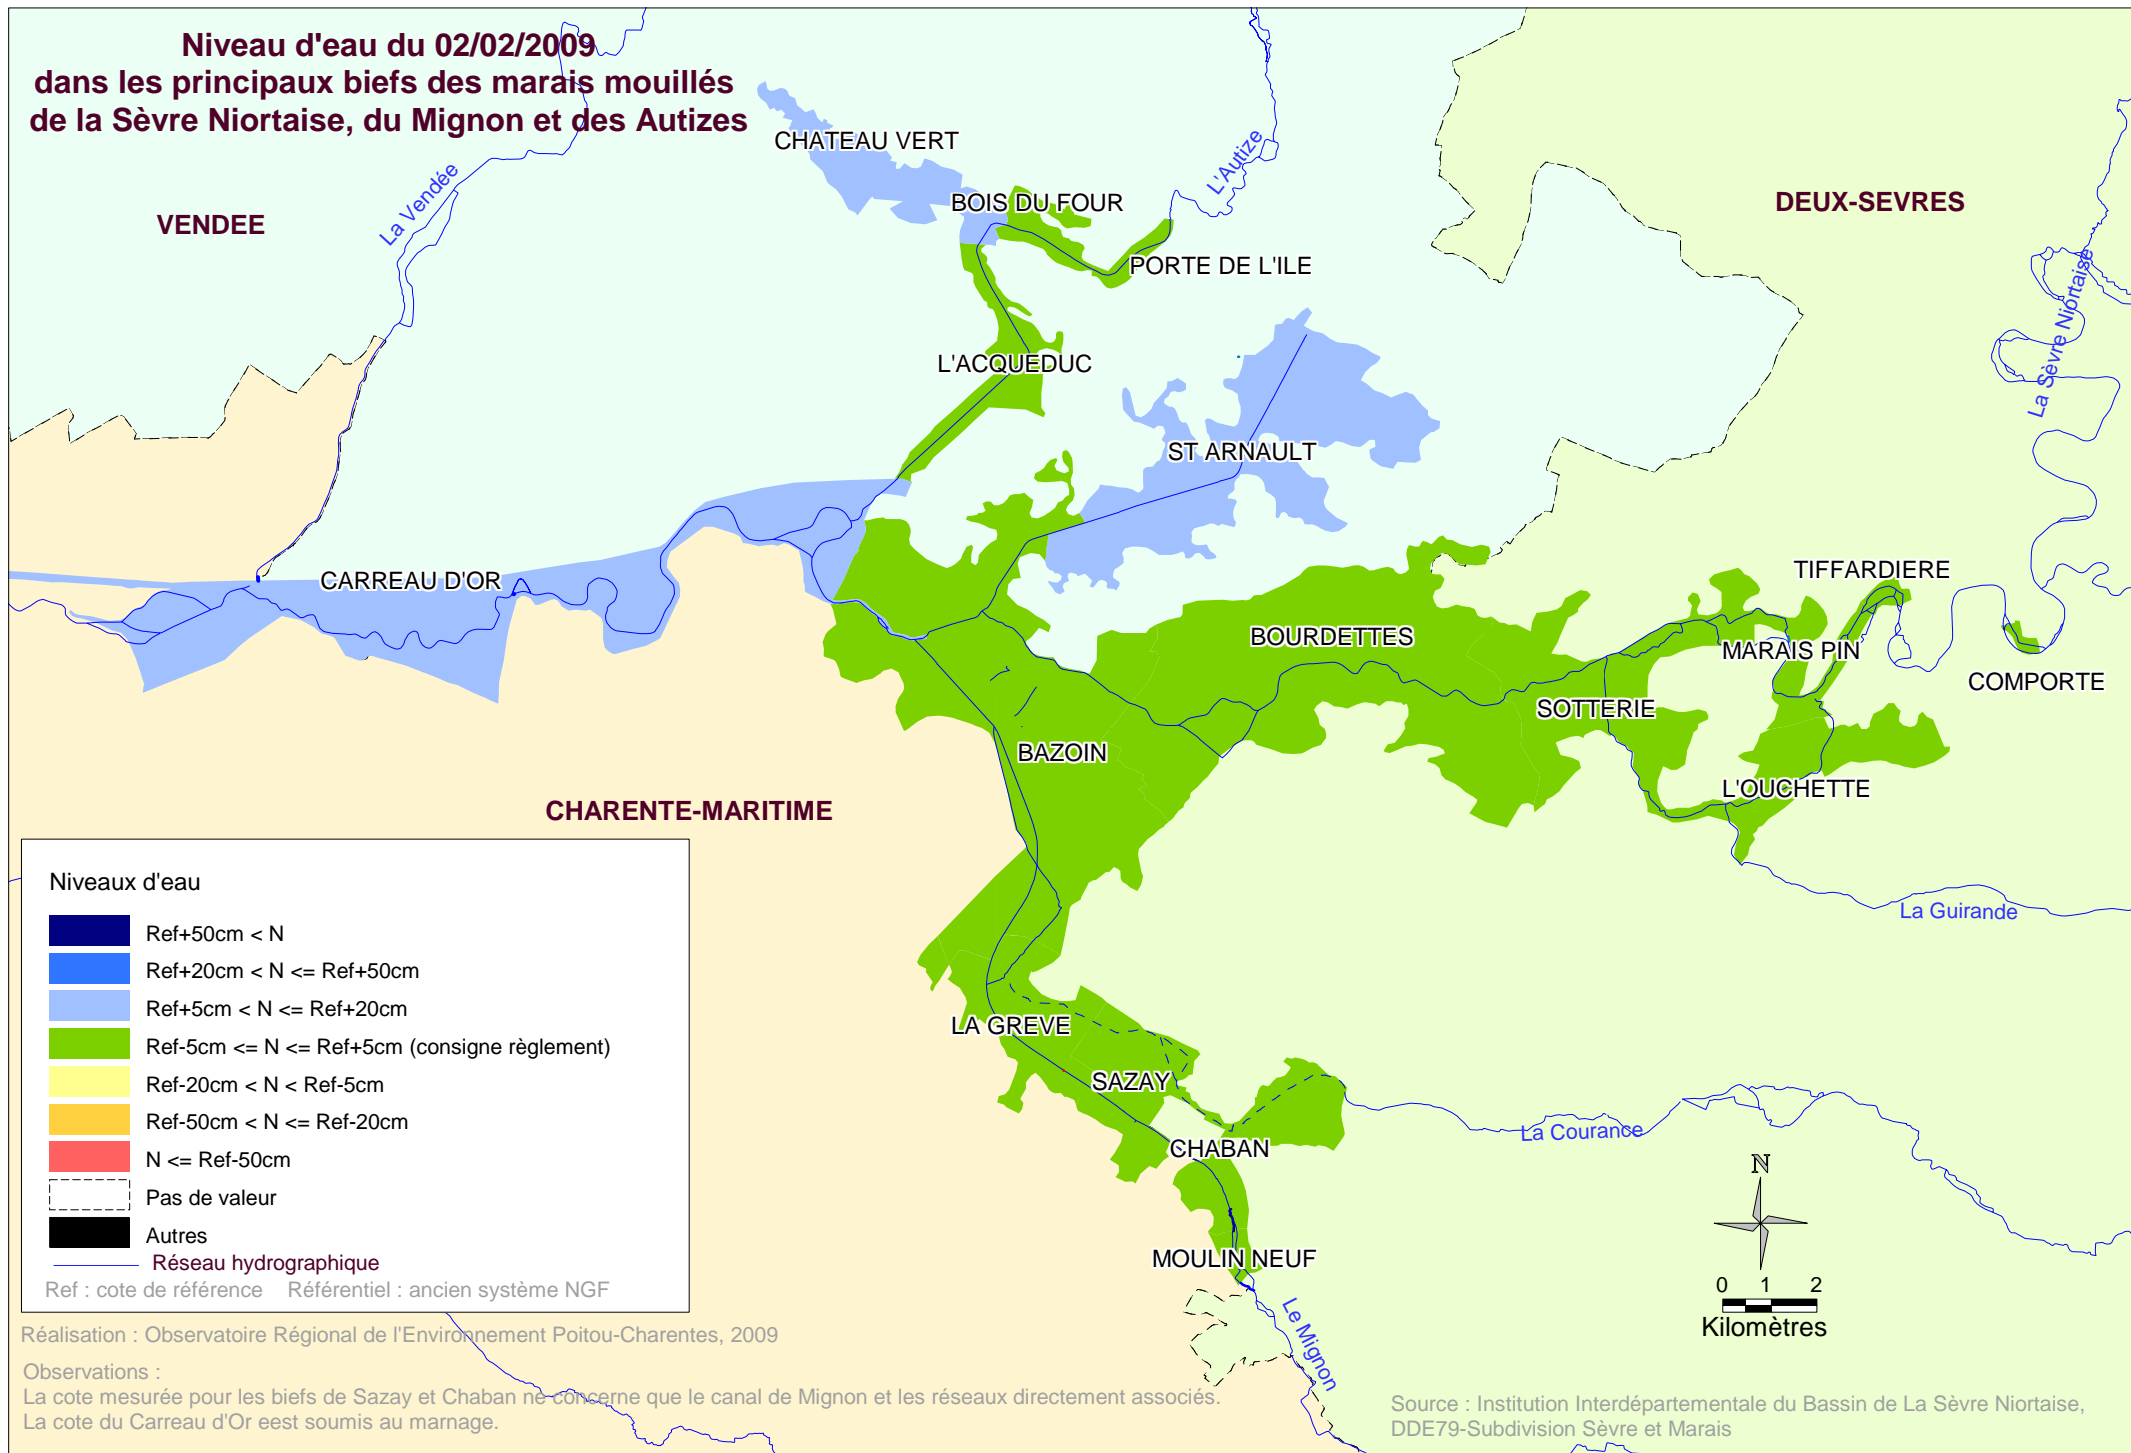 Niveau d'eau du 02/02/2009
dans les principaux biefs des marais mouillés
de la Sèvre Niortaise, du Mignon et des Autizes
CHATEAU VERT
L'Autize
La Vendée
BOIS DU FOUR
DEUX-SEVRES
VENDEE
PORTE DE L'ILE
La Sèvre Niortaise
L'ACQUEDUC
ST ARNAULT
CARREAU D'OR
TIFFARDIERE
BOURDETTES
MARAIS PIN
COMPORTE
SOTTERIE
BAZOIN
L'OUCHETTE
CHARENTE-MARITIME
La Guirande
LA GREVE
SAZAY
La Courance
CHABAN
MOULIN NEUF
Le Mignon
Niveaux d'eau
Ref+50cm < N
Ref+20cm < N <= Ref+50cm
Ref+5cm < N <= Ref+20cm
Ref-5cm <= N <= Ref+5cm (consigne règlement)
Ref-20cm < N < Ref-5cm
Ref-50cm < N <= Ref-20cm
N <= Ref-50cm
Pas de valeur
Autres
Réseau hydrographique
Ref : cote de référence Référentiel : ancien système NGF
N
0 1 2
Kilomètres
Réalisation : Observatoire Régional de l'Environnement Poitou-Charentes, 2009
Observations :
La cote mesurée pour les biefs de Sazay et Chaban ne concerne que le canal de Mignon et les réseaux directement associés.
La cote du Carreau d'Or eest soumis au marnage.
Source : Institution Interdépartementale du Bassin de La Sèvre Niortaise,
DDE79-Subdivision Sèvre et Marais